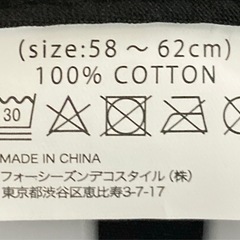 (size:58～62cm)
100% COTTON
30
MADE IN CHINA
フォーシーズンデコスタイル(株)
東京都渋谷区恵比寿3-7-17